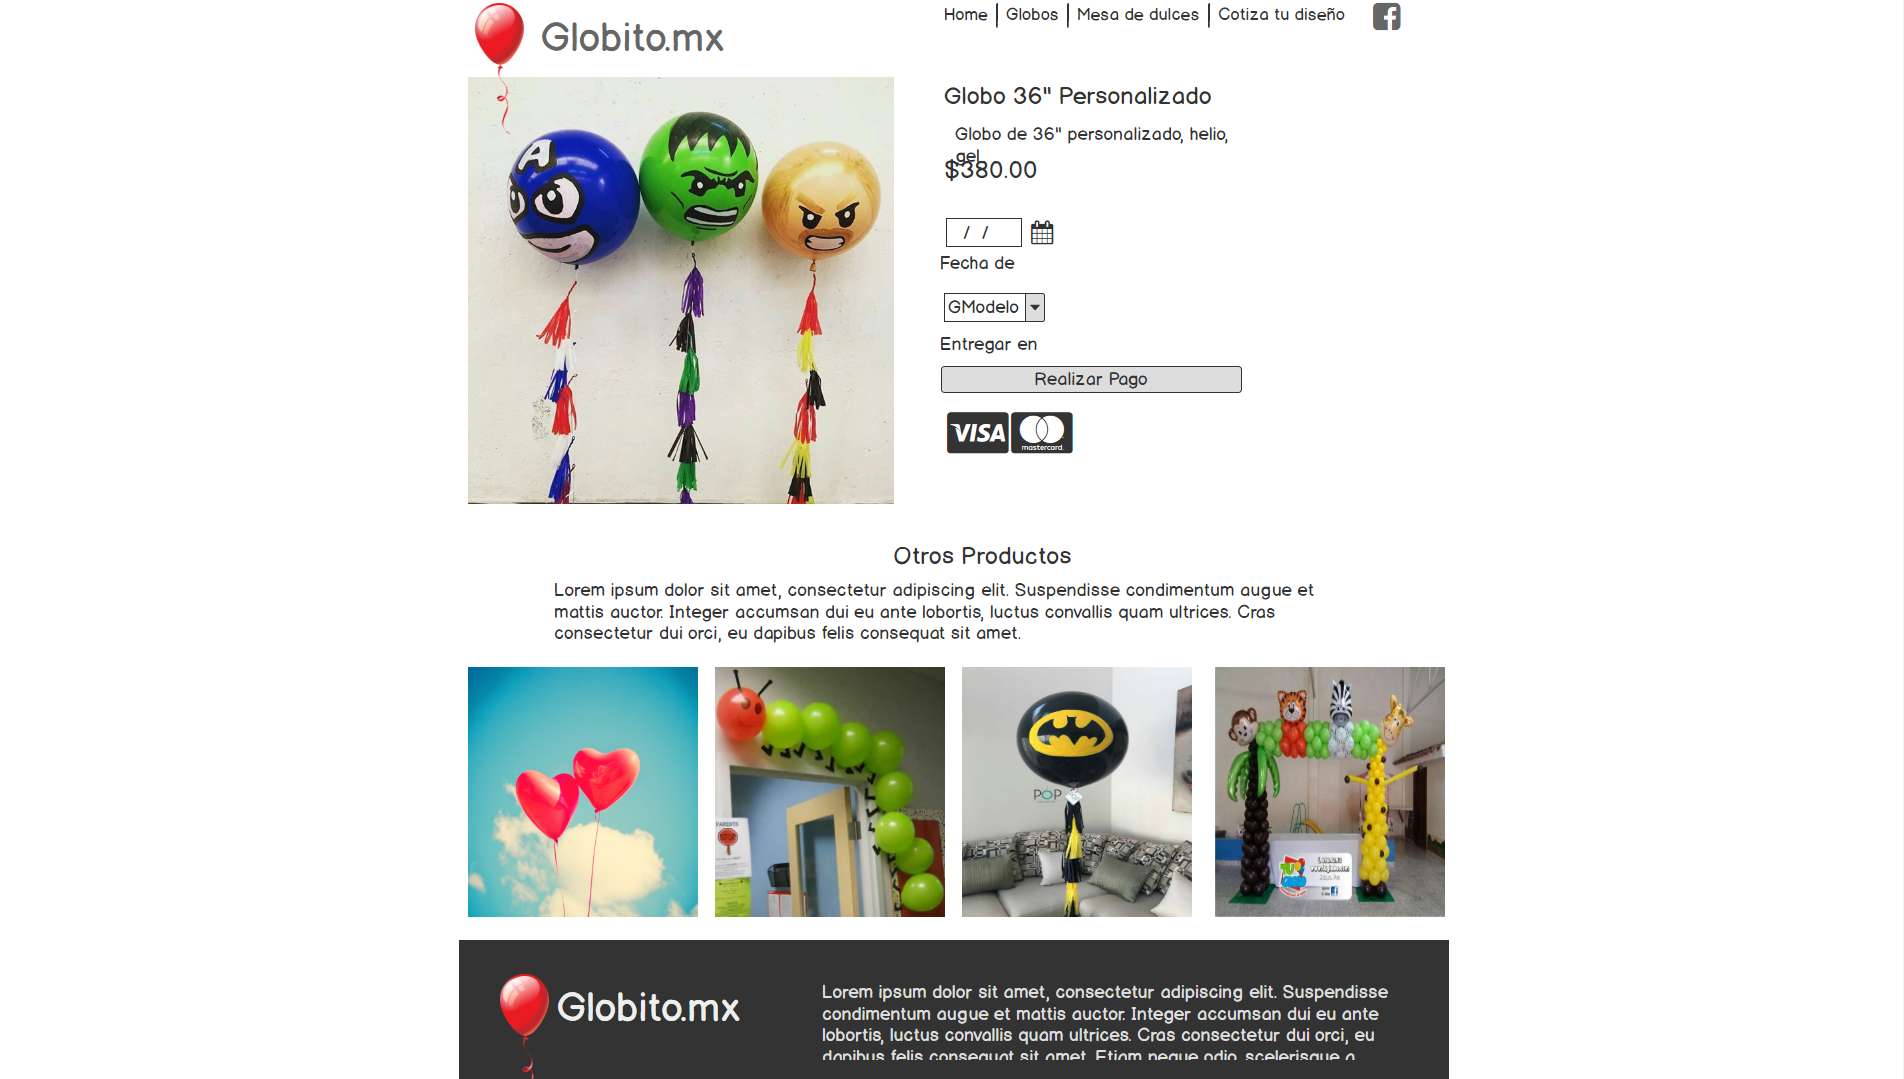 Globito.mx
Home | Globos | Mesa de dulces | Cotiza tu diseño
Globo 36" Personalizado
Globo de 36" personalizado, helio,
gel
$380.00
/ /
Fecha de
GModelo
Entregar en
Realizar Pago
VISA
mastercard.
A
Otros Productos
Lorem ipsum dolor sit amet, consectetur adipiscing elit. Suspendisse condimentum augue et
mattis auctor. Integer accumsan dui eu ante lobortis, luctus convallis quam ultrices. Cras
consectetur dui orci, eu dapibus felis consequat sit amet.
PARENTS
STOP
POP
Globito.mx
Lorem ipsum dolor sit amet, consectetur adipiscing elit. Suspendisse
condimentum augue et mattis auctor. Integer accumsan dui eu ante
lobortis, luctus convallis quam ultrices. Cras consectetur dui orci, eu
dapibus felis consequat sit amet. Etiam neque odio, scelerisque a